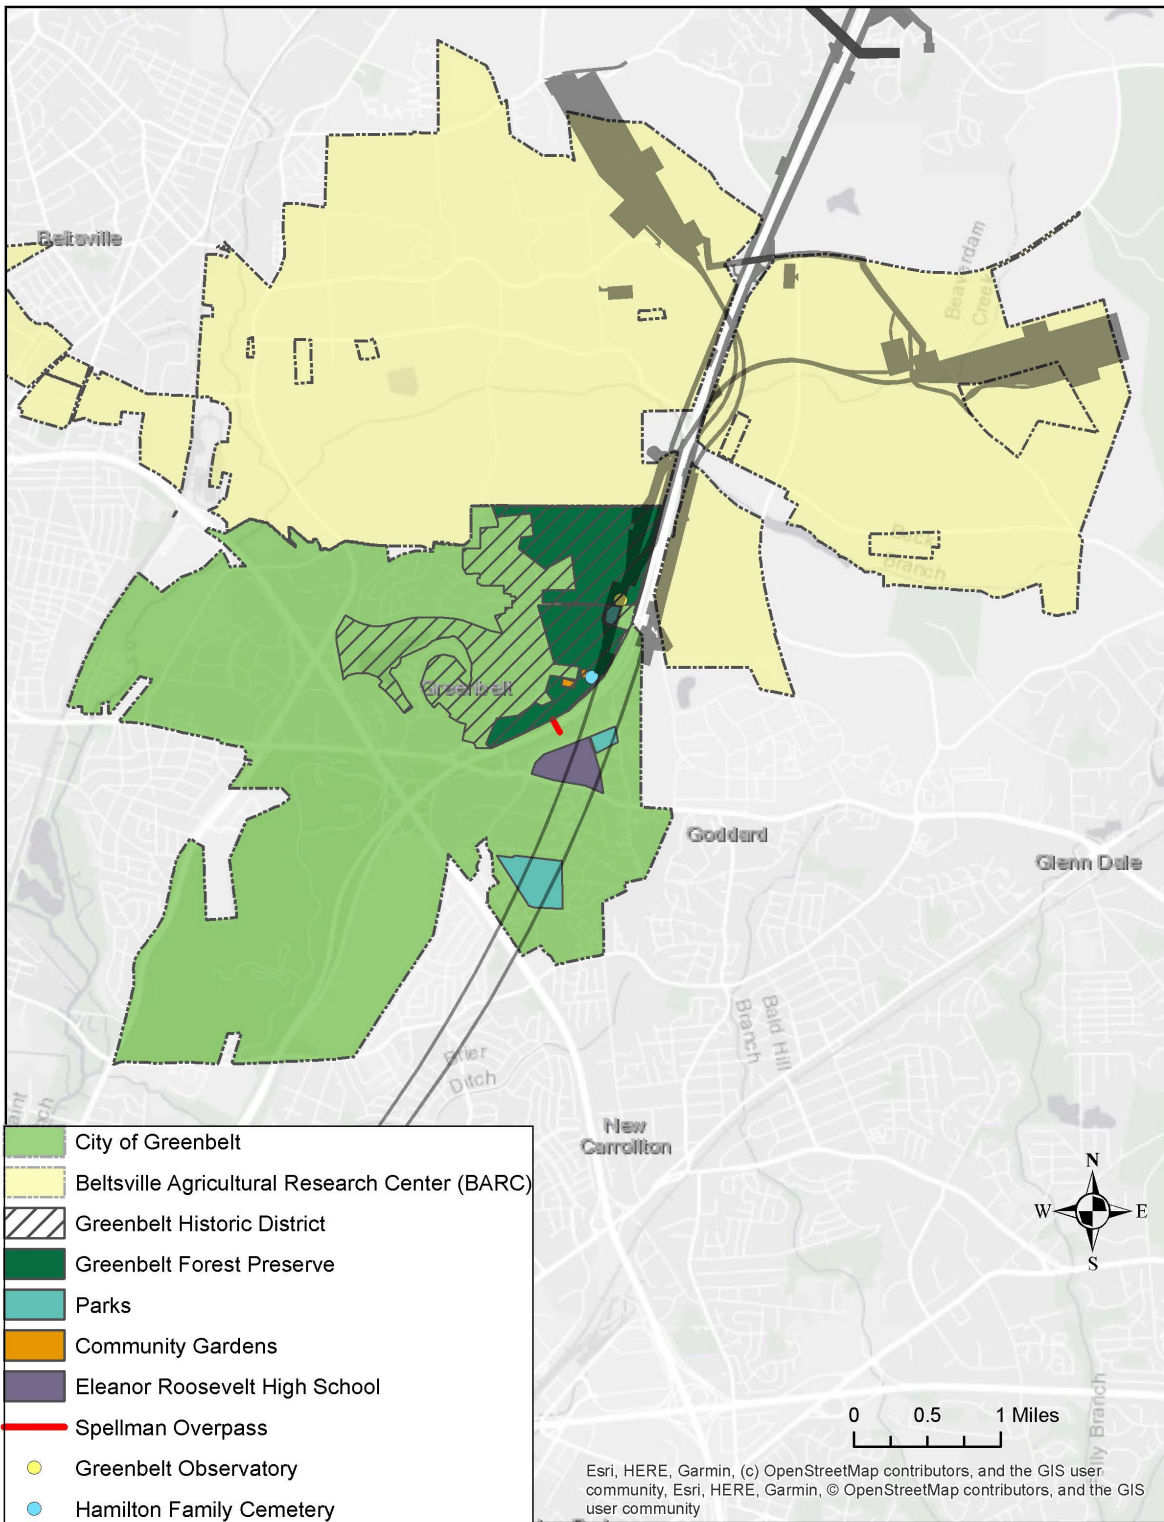 Beltsville
Beaverdam
Creek
Beck
Branch
Greenbelt
Goddard
Glenn Dale
Brier
Ditch
Bald Hill
Branch
New
Carrollton
City of Greenbelt
Beltsville Agricultural Research Center (BARC)
Greenbelt Historic District
Greenbelt Forest Preserve
Parks
Community Gardens
Eleanor Roosevelt High School
Spellman Overpass
Greenbelt Observatory
Hamilton Family Cemetery
N
W
E
S
0 0.5 1 Miles
Branch
Esri, HERE, Garmin, (c) OpenStreetMap contributors, and the GIS user
community, Esri, HERE, Garmin, © OpenStreetMap contributors, and the GIS
user community